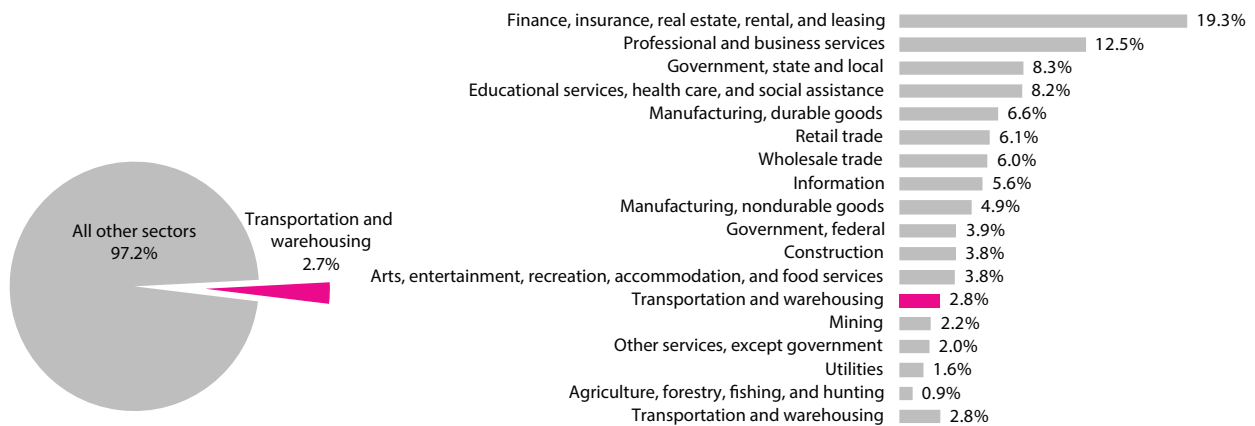 All other sectors
97.2%
Transportation and
warehousing
2.7%
Finance, insurance, real estate, rental, and leasing 19.3%
Professional and business services 12.5%
Government, state and local 8.3%
Educational services, health care, and social assistance 8.2%
Manufacturing, durable goods 6.6%
Retail trade 6.1%
Wholesale trade 6.0%
Information 5.6%
Manufacturing, nondurable goods 4.9%
Government, federal 3.9%
Construction 3.8%
Arts, entertainment, recreation, accommodation, and food services 3.8%
Transportation and warehousing 2.8%
Mining 2.2%
Other services, except government 2.0%
Utilities 1.6%
Agriculture, forestry, fishing, and hunting 0.9%
Transportation and warehousing 2.8%